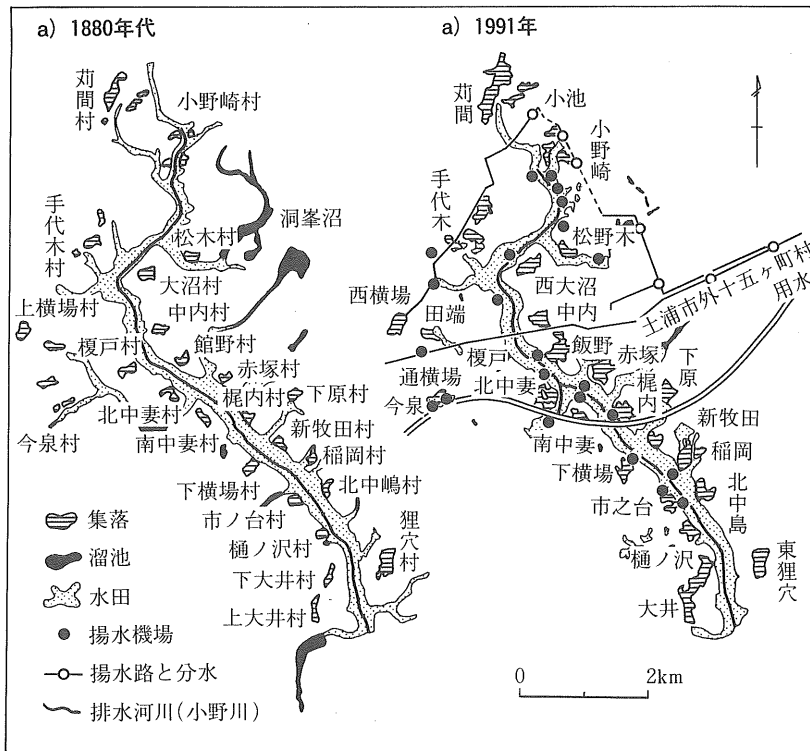 a) 1880年代
苅間村
小野崎村
手代木村
松木村
洞峯沼
大沼村
上横場村
中内村
榎戸村
館野村
赤塚村
梶内村
下原村
今泉村
北中妻村
南中妻村
新牧田村
稲岡村
下横場村
北中嶋村
市ノ台村
樋ノ沢村
狸穴村
下大井村
上大井村
集落
溜池
水田
揚水機場
揚水路と分水
排水河川(小野川)
a) 1991年
苅間
小池
小野崎
手代木
松野木
西横場
田端
西大沼
中内
土浦市外十五ヶ町村用水
榎戸
飯野
赤塚
下原
通横場
北中妻
梶内
今泉
新牧田
南中妻
稲岡
下横場
北中島
市之台
樋ノ沢
東狸穴
大井
0 2km